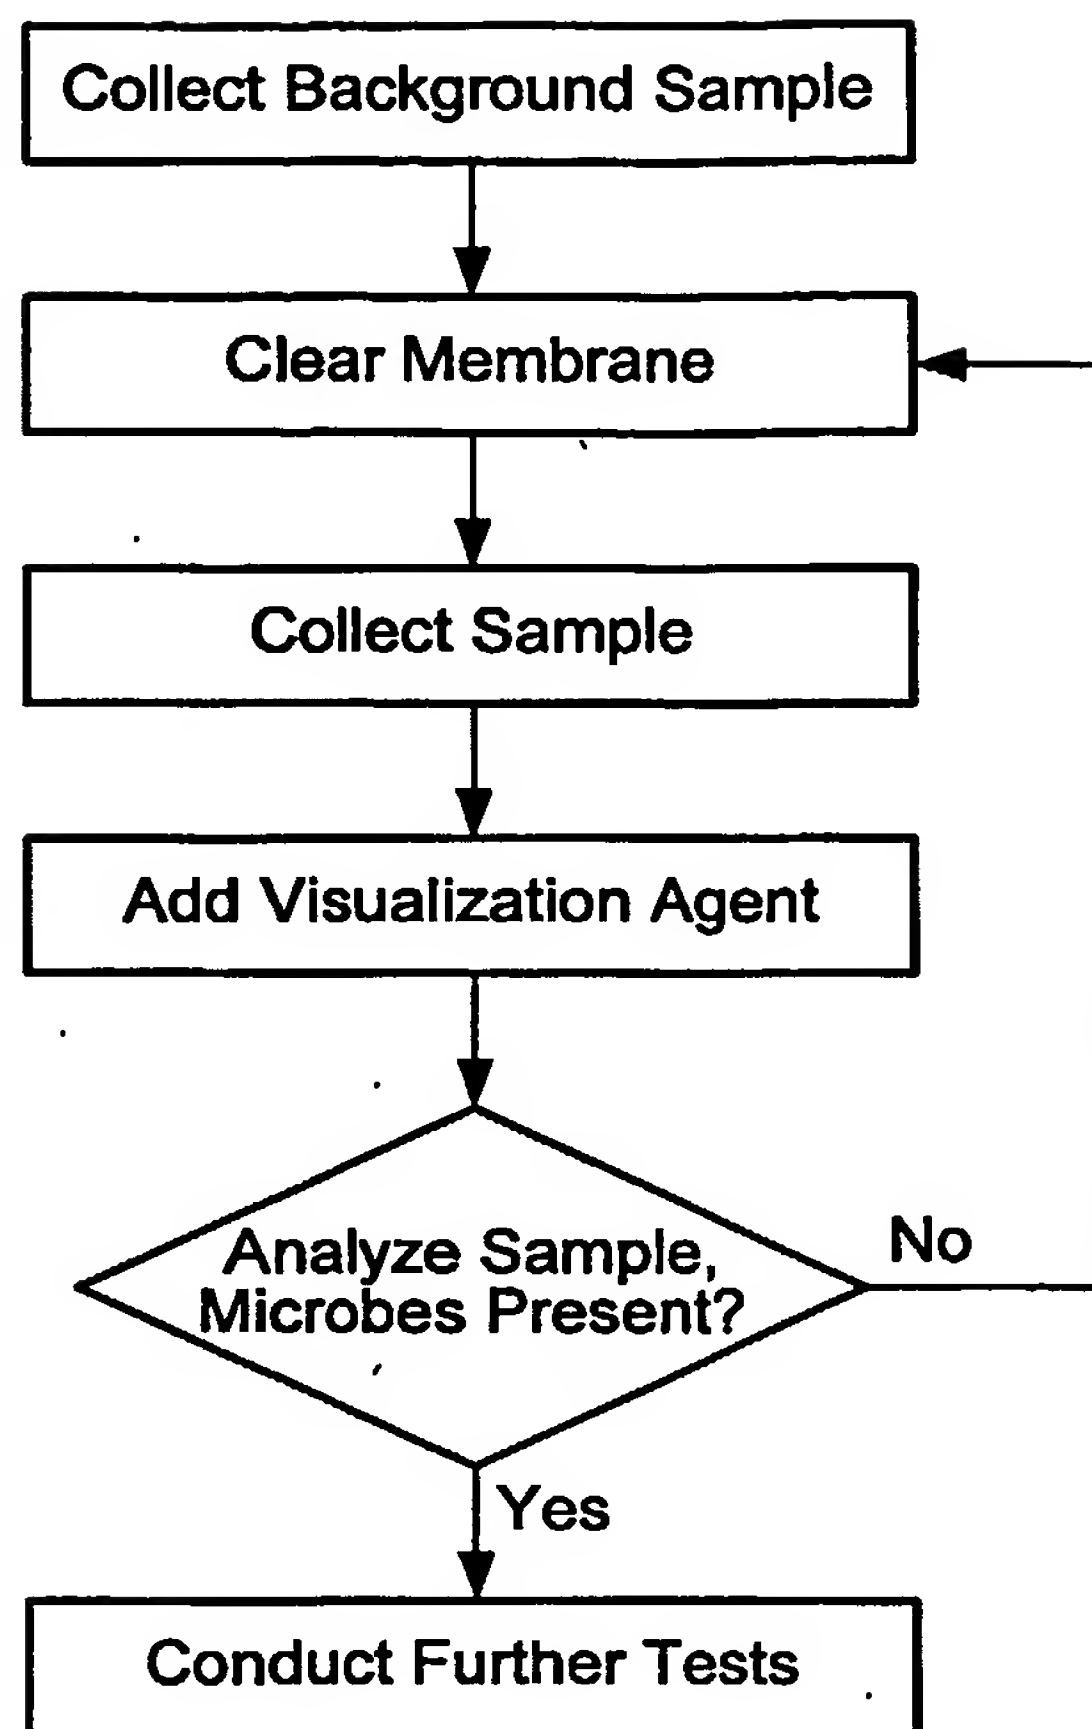 Collect Background Sample
Clear Membrane
Collect Sample
Add Visualization Agent
Analyze Sample,
Microbes Present?
No
Yes
Conduct Further Tests